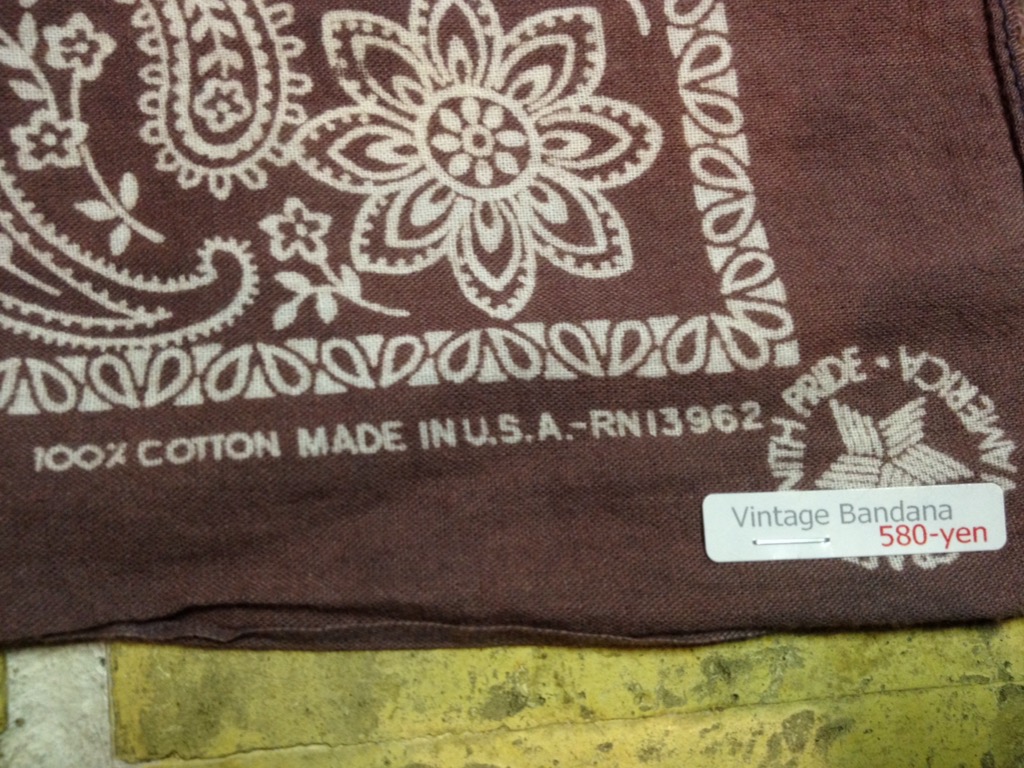 100% COTTON MADE IN U.S.A.-RN13962
WITH PRIDE • AMERICA
Vintage Bandana
580-yen